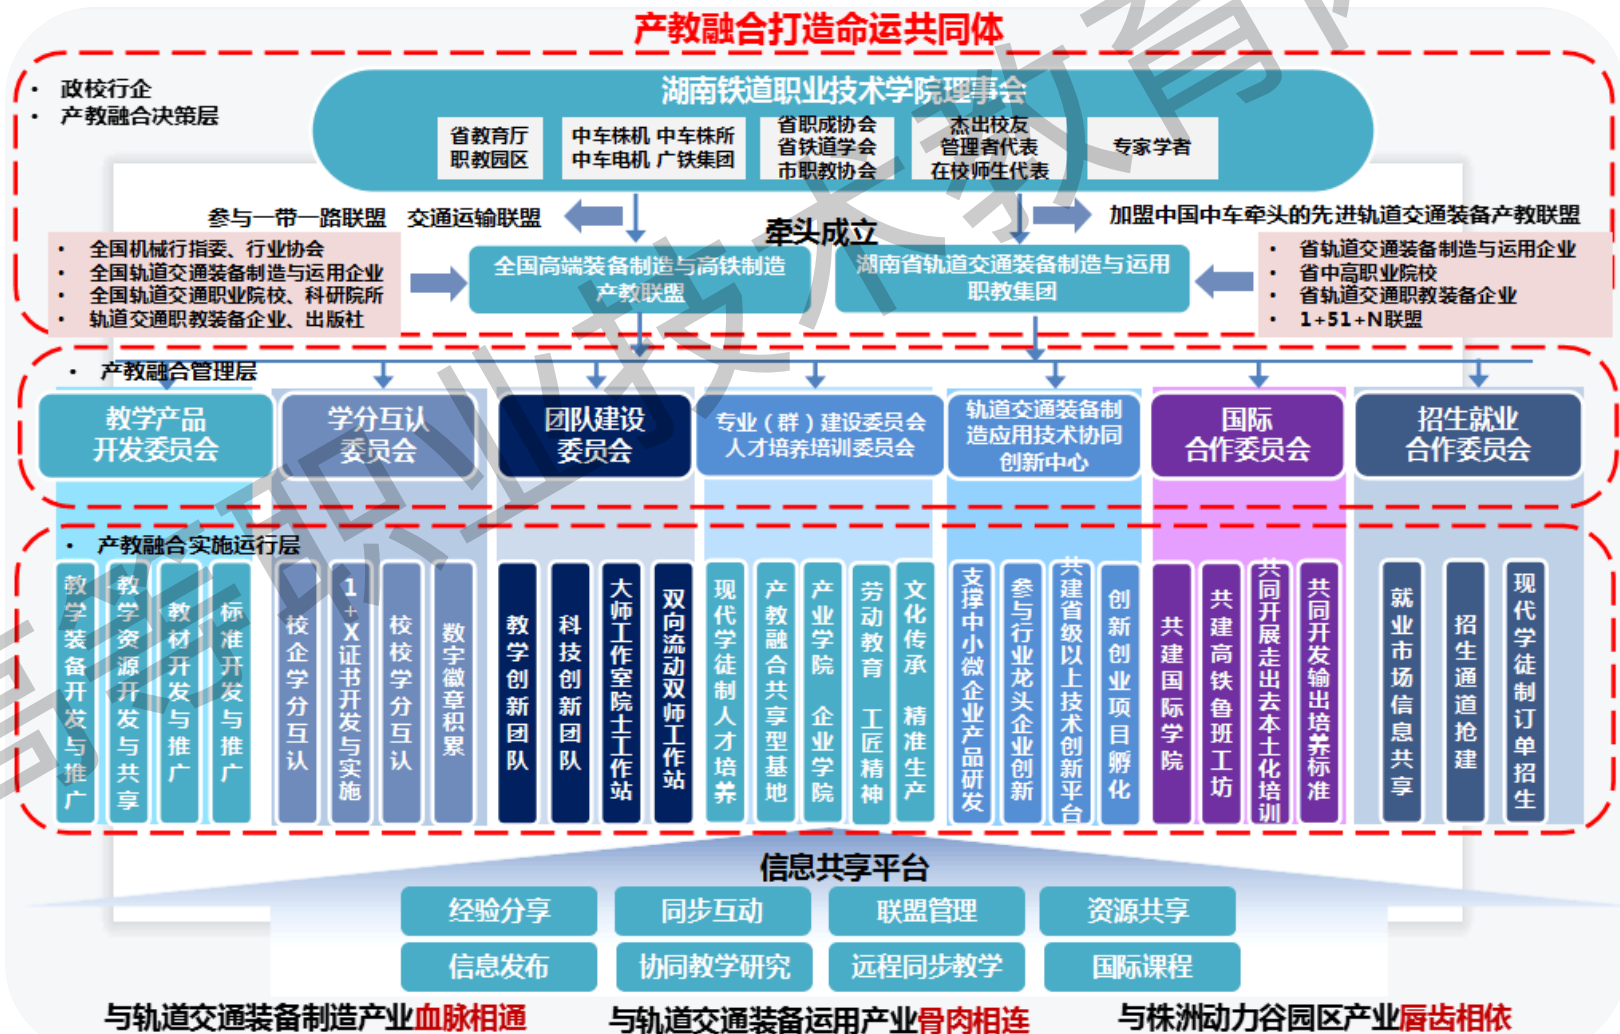 产教融合打造命运共同体
• 政校行企
• 产教融合决策层
湖南铁道职业技术学院理事会
省教育厅
职教园区
中车株机 中车株所
中车电机 广铁集团
省职成协会
省铁道学会
市职教协会
杰出校友
管理者代表
在校师生代表
专家学者
参与一带一路联盟 交通运输联盟
牵头成立
加盟中国中车牵头的先进轨道交通装备产教联盟
• 全国机械行指委、行业协会
• 全国轨道交通装备制造与运用企业
• 全国轨道交通职业院校、科研院所
• 轨道交通职教装备企业、出版社
全国高端装备制造与高铁制造
产教联盟
湖南省轨道交通装备制造与运用
职教集团
• 省轨道交通装备制造与运用企业
• 省中高职业院校
• 省轨道交通职教装备企业
• 1+51+N联盟
• 产教融合管理层
教学产品
开发委员会
学分互认
委员会
团队建设
委员会
专业（群）建设委员会
人才培养培训委员会
轨道交通装备制
造应用技术协同
创新中心
国际
合作委员会
招生就业
合作委员会
• 产教融合实施运行层
教学装备开发与推广
教学资源开发与共享
教材开发与推广
标准开发与推广
校企学分互认
1+X证书开发与实施
校校学分互认
数字徽章积累
教学创新团队
科技创新团队
大师工作室院士工作站
双向流动双师工作站
现代学徒制人才培养
产教融合共享型基地
产业学院 企业学院
劳动教育 工匠精神
文化传承 精准生产
支撑中小微企业产品研发
参与行业龙头企业创新
共建省级以上技术创新平台
创新创业项目孵化
共建国际学院
共建高铁鲁班工坊
共同开展走出去本土化培训
共同开发输出培养标准
就业市场信息共享
招生通道抢建
现代学徒制订单招生
信息共享平台
经验分享
同步互动
联盟管理
资源共享
信息发布
协同教学研究
远程同步教学
国际课程
与轨道交通装备制造产业血脉相通
与轨道交通装备运用产业骨肉相连
与株洲动力谷园区产业唇齿相依
高等职业技术教育网